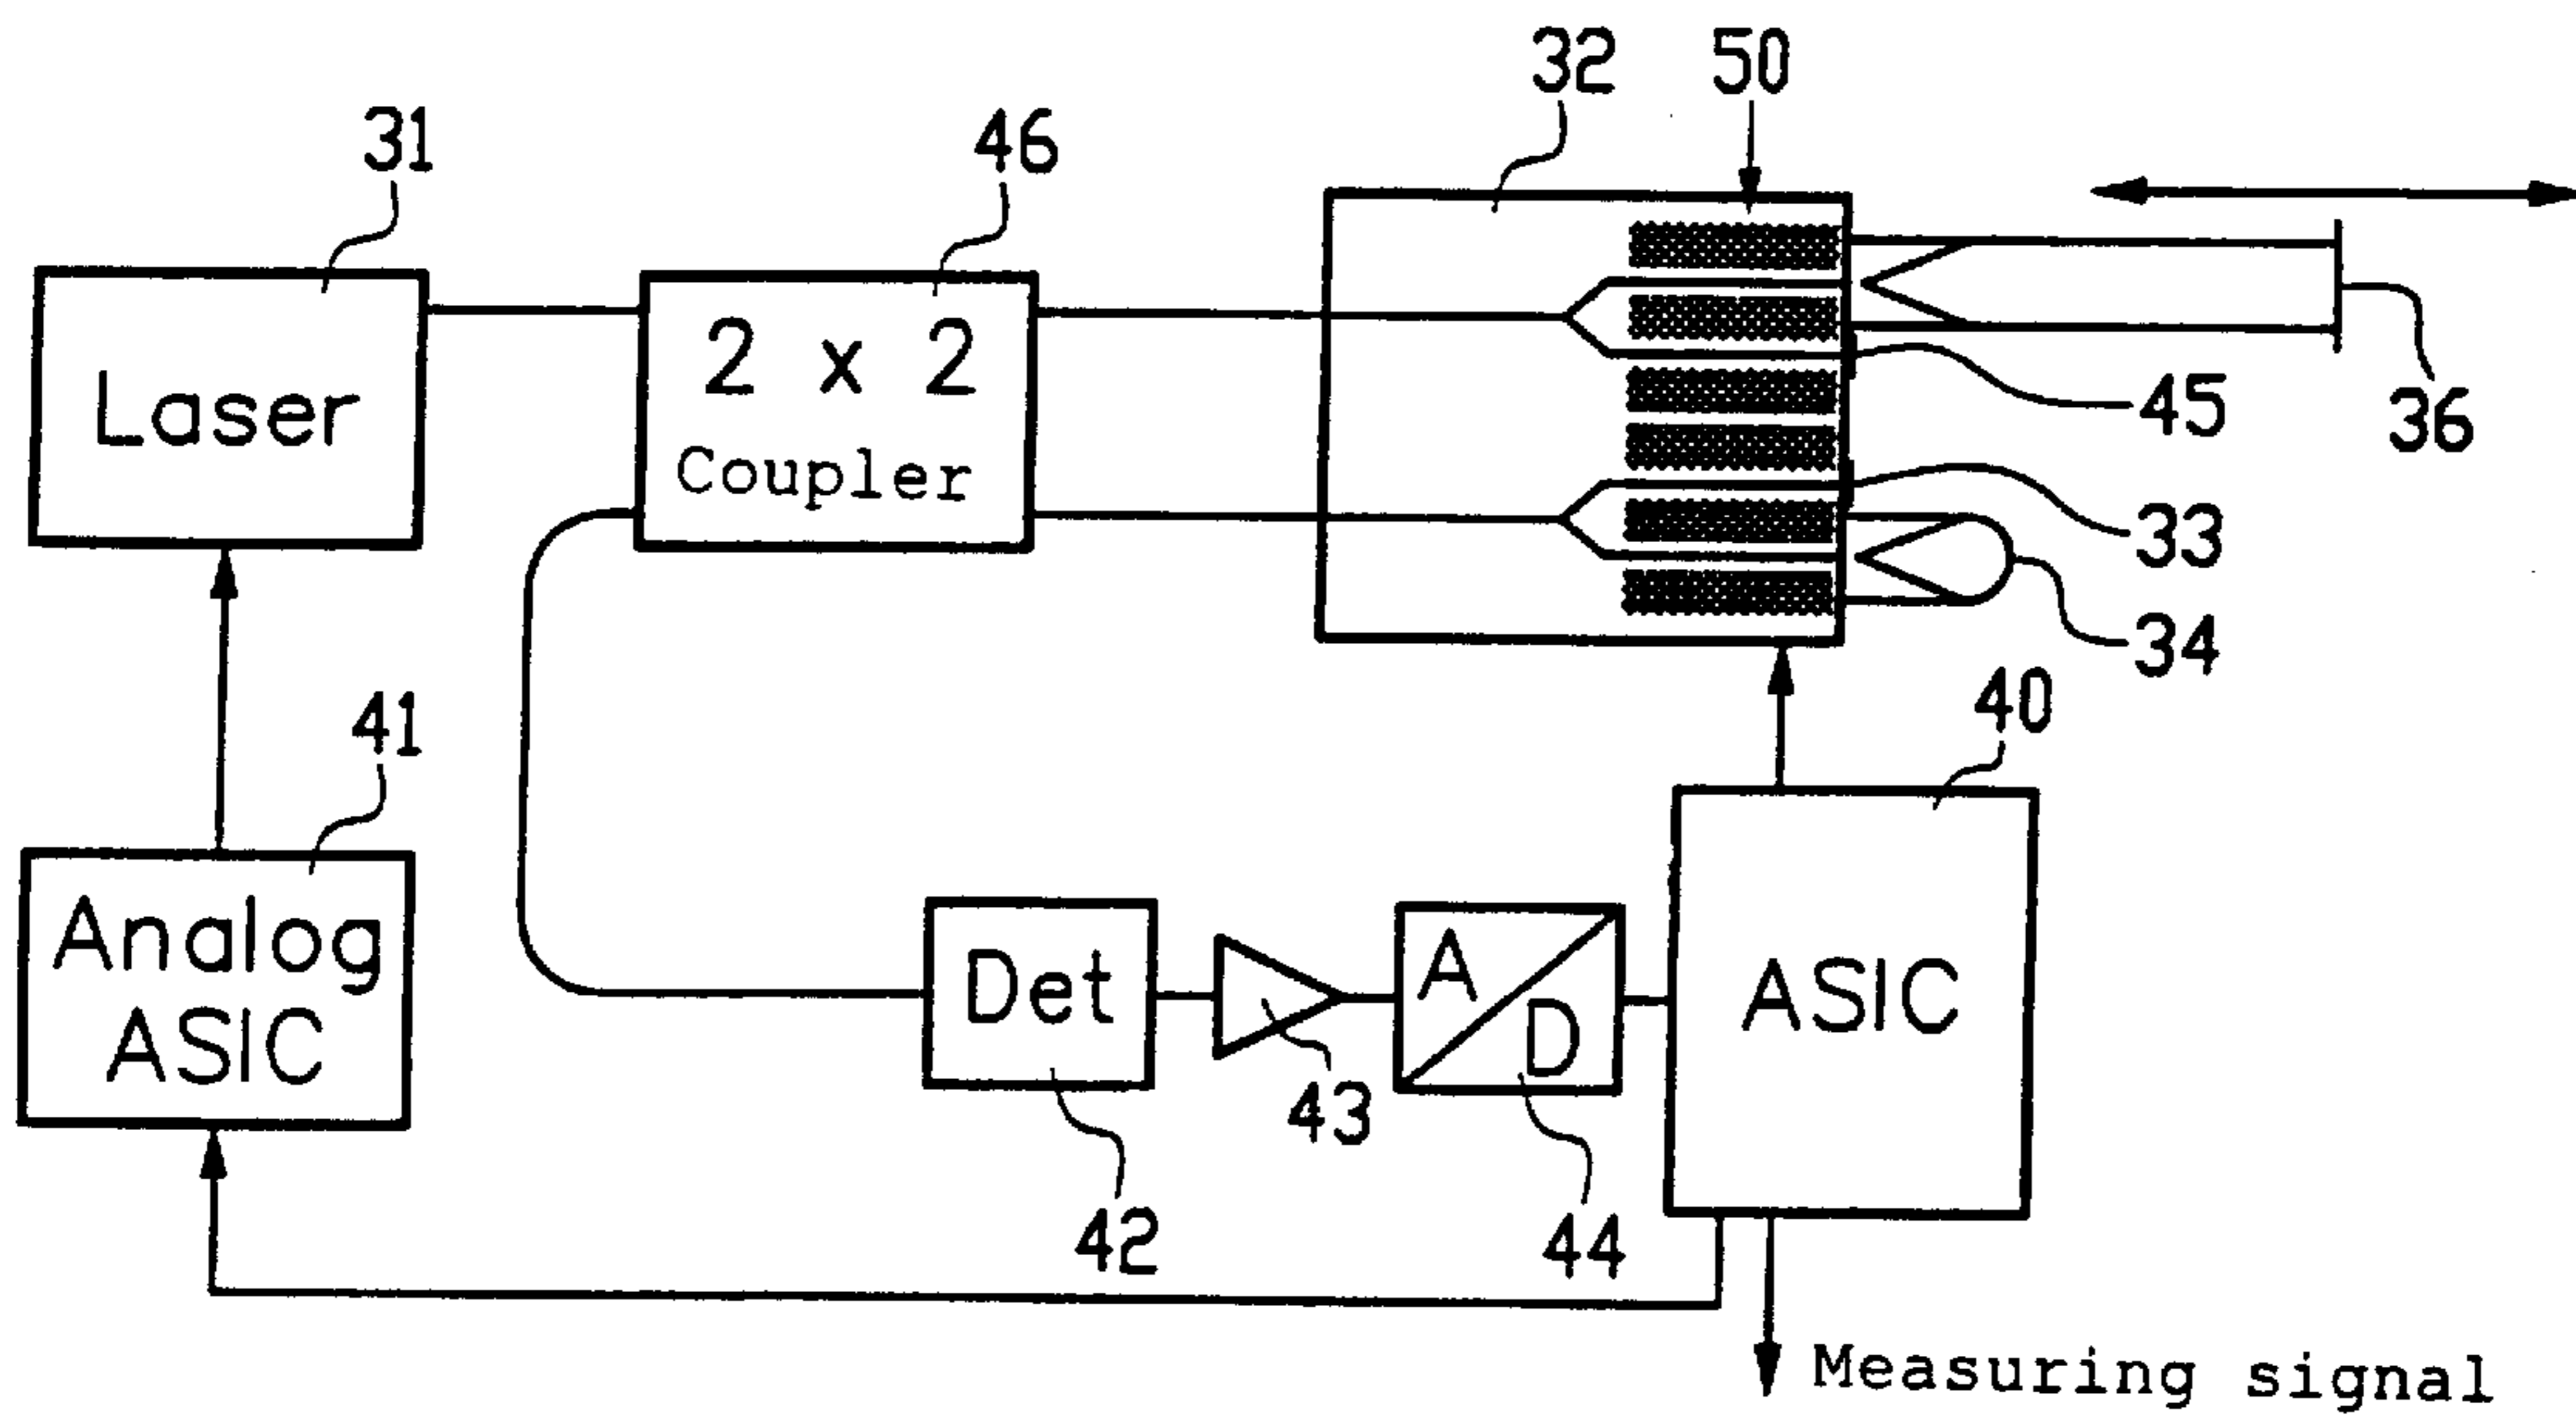 32
50
31
46
Laser
2 x 2
Coupler
45
36
33
34
41
40
Analog
ASIC
Det
A
D
ASIC
43
42
44
Measuring signal